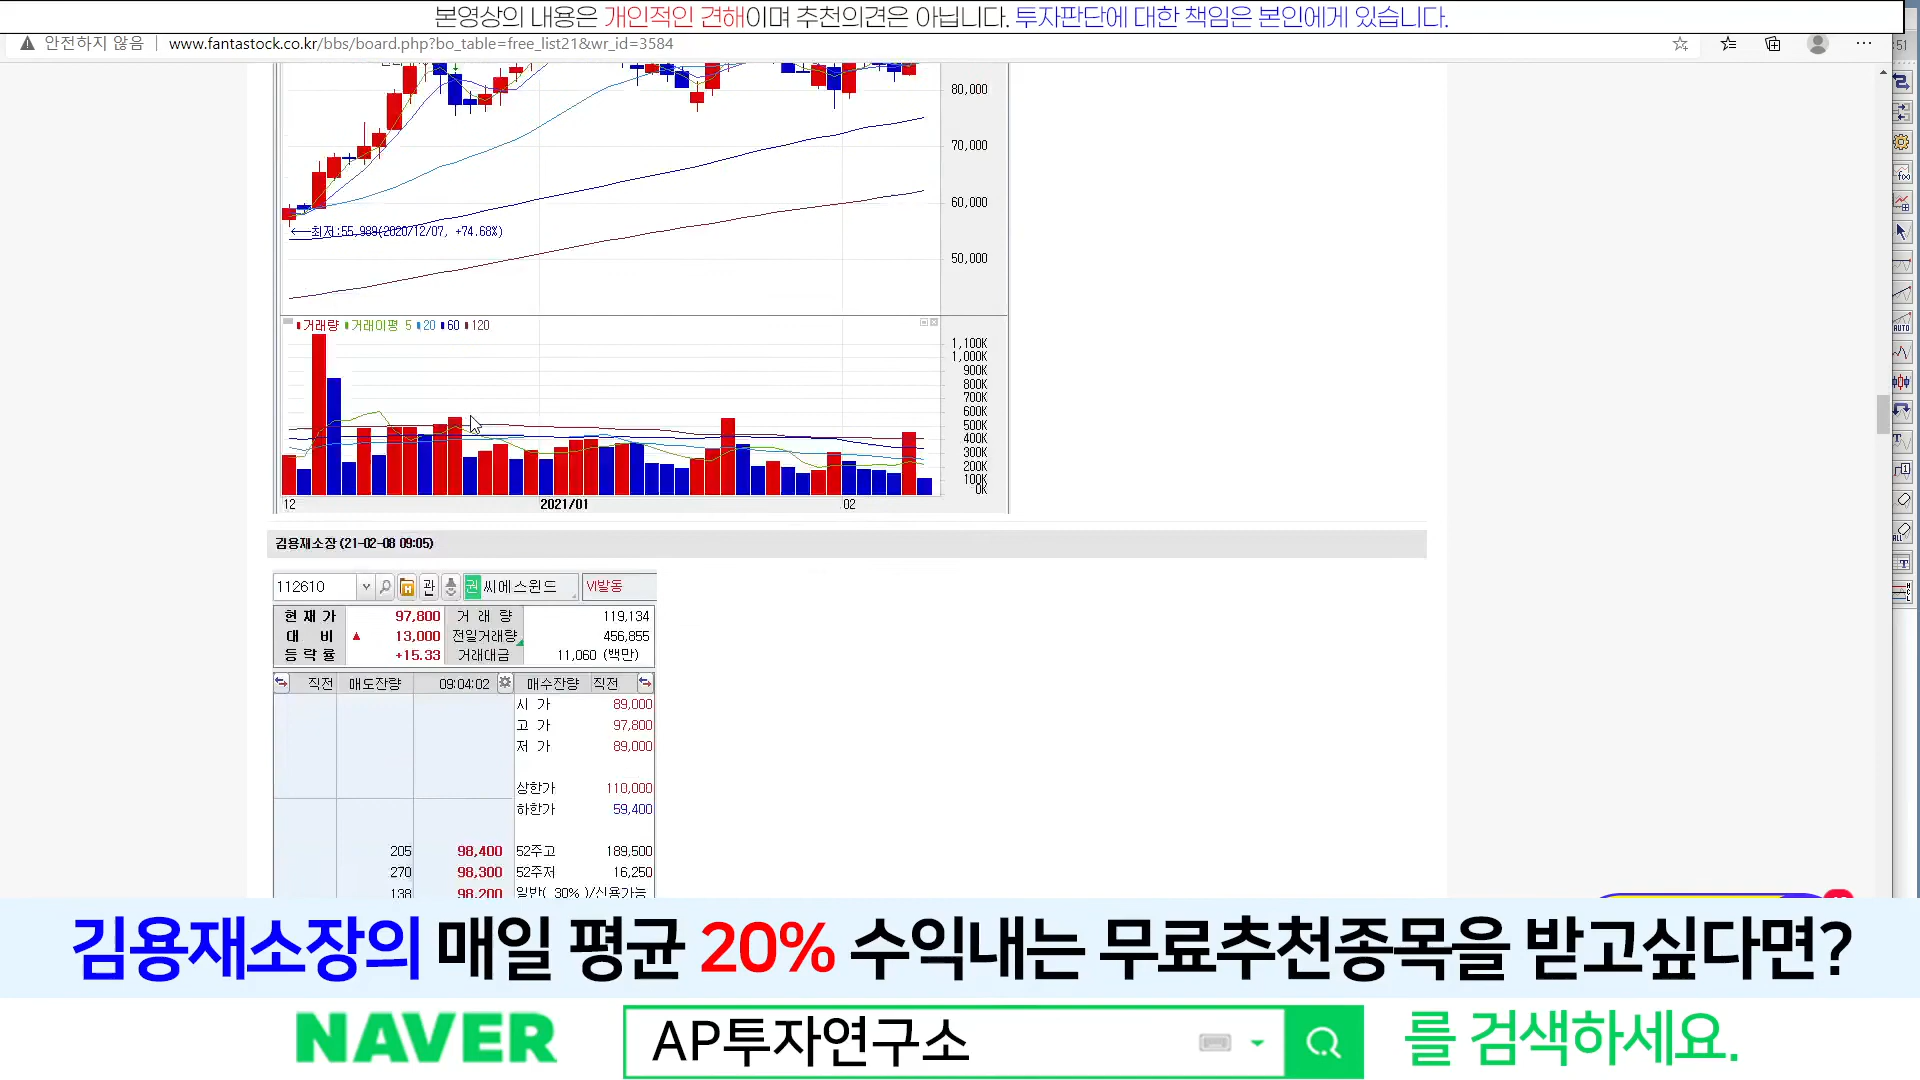 본영상의 내용은 개인적인 견해이며 추천의견은 아닙니다. 투자판단에 대한 책임은 본인에게 있습니다.
안전하지 않음 | www.fantastock.co.kr/bbs/board.php?bo_table=free_list21&wr_id=3584
80,000
70,000
60,000
최저:55,989(2020/12/07, +74.68%)
50,000
거래량 거래이평 5 20 60 120
1,100K
1,000K
900K
800K
700K
600K
500K
400K
300K
200K
100K
0K
12 2021/01 02
김용재소장 (21-02-08 09:05)
112610 관 권 씨에스윈드 VI발동
현재가 97,800 거래량 119,134
대비 ▲ 13,000 전일거래량 456,855
등락률 +15.33 거래대금 11,060 (백만)
직전 매도잔량 09:04:02 매수잔량 직전
시가 89,000
고가 97,800
저가 89,000
상한가 110,000
하한가 59,400
205 98,400 52주고 189,500
270 98,300 52주저 16,250
138 98,200 일반( 30%)/신용가능
김용재소장의 매일 평균 20% 수익내는 무료추천종목을 받고싶다면?
NAVER AP투자연구소 를 검색하세요.